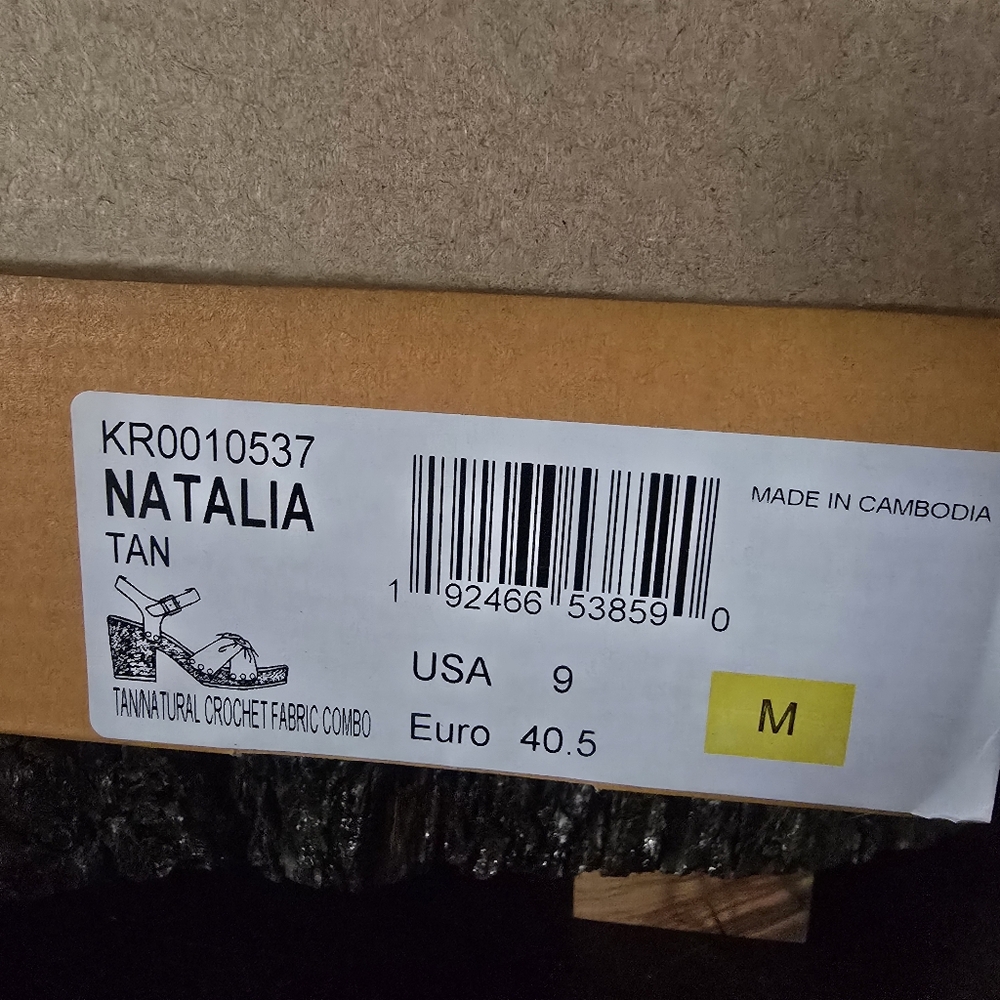 KR0010537
NATALIA
TAN
TAN/NATURAL CROCHET FABRIC COMBO
1 92466 53859 0
USA 9
Euro 40.5
MADE IN CAMBODIA
M